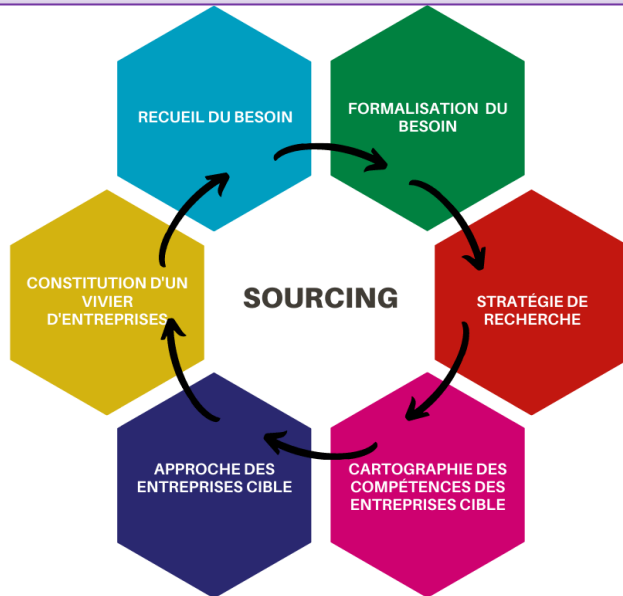 RECUEIL DU BESOIN
FORMALISATION DU
BESOIN
STRATÉGIE DE
RECHERCHE
CARTOGRAPHIE DES
COMPÉTENCES DES
ENTREPRISES CIBLE
APPROCHE DES
ENTREPRISES CIBLE
CONSTITUTION D'UN
VIVIER
D'ENTREPRISES
SOURCING